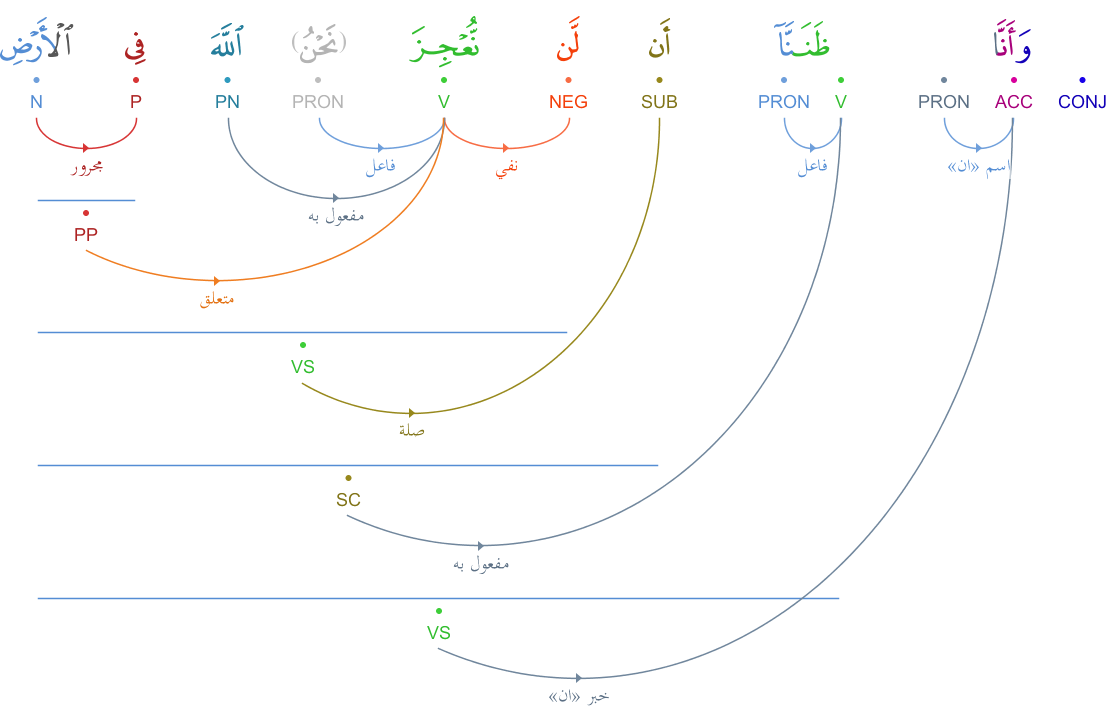 وَأَنَّا ظَنَنَّآ أَن لَّن نُّعْجِزَ (نَحْنُ) ٱللَّهَ فِى ٱلْأَرْضِ
CONJ ACC PRON V PRON SUB NEG V PRON PN P N
اسم «ان» فاعل نفي فاعل مجرور
مفعول به
PP
متعلق
VS
صلة
SC
مفعول به
VS
خبر «ان»